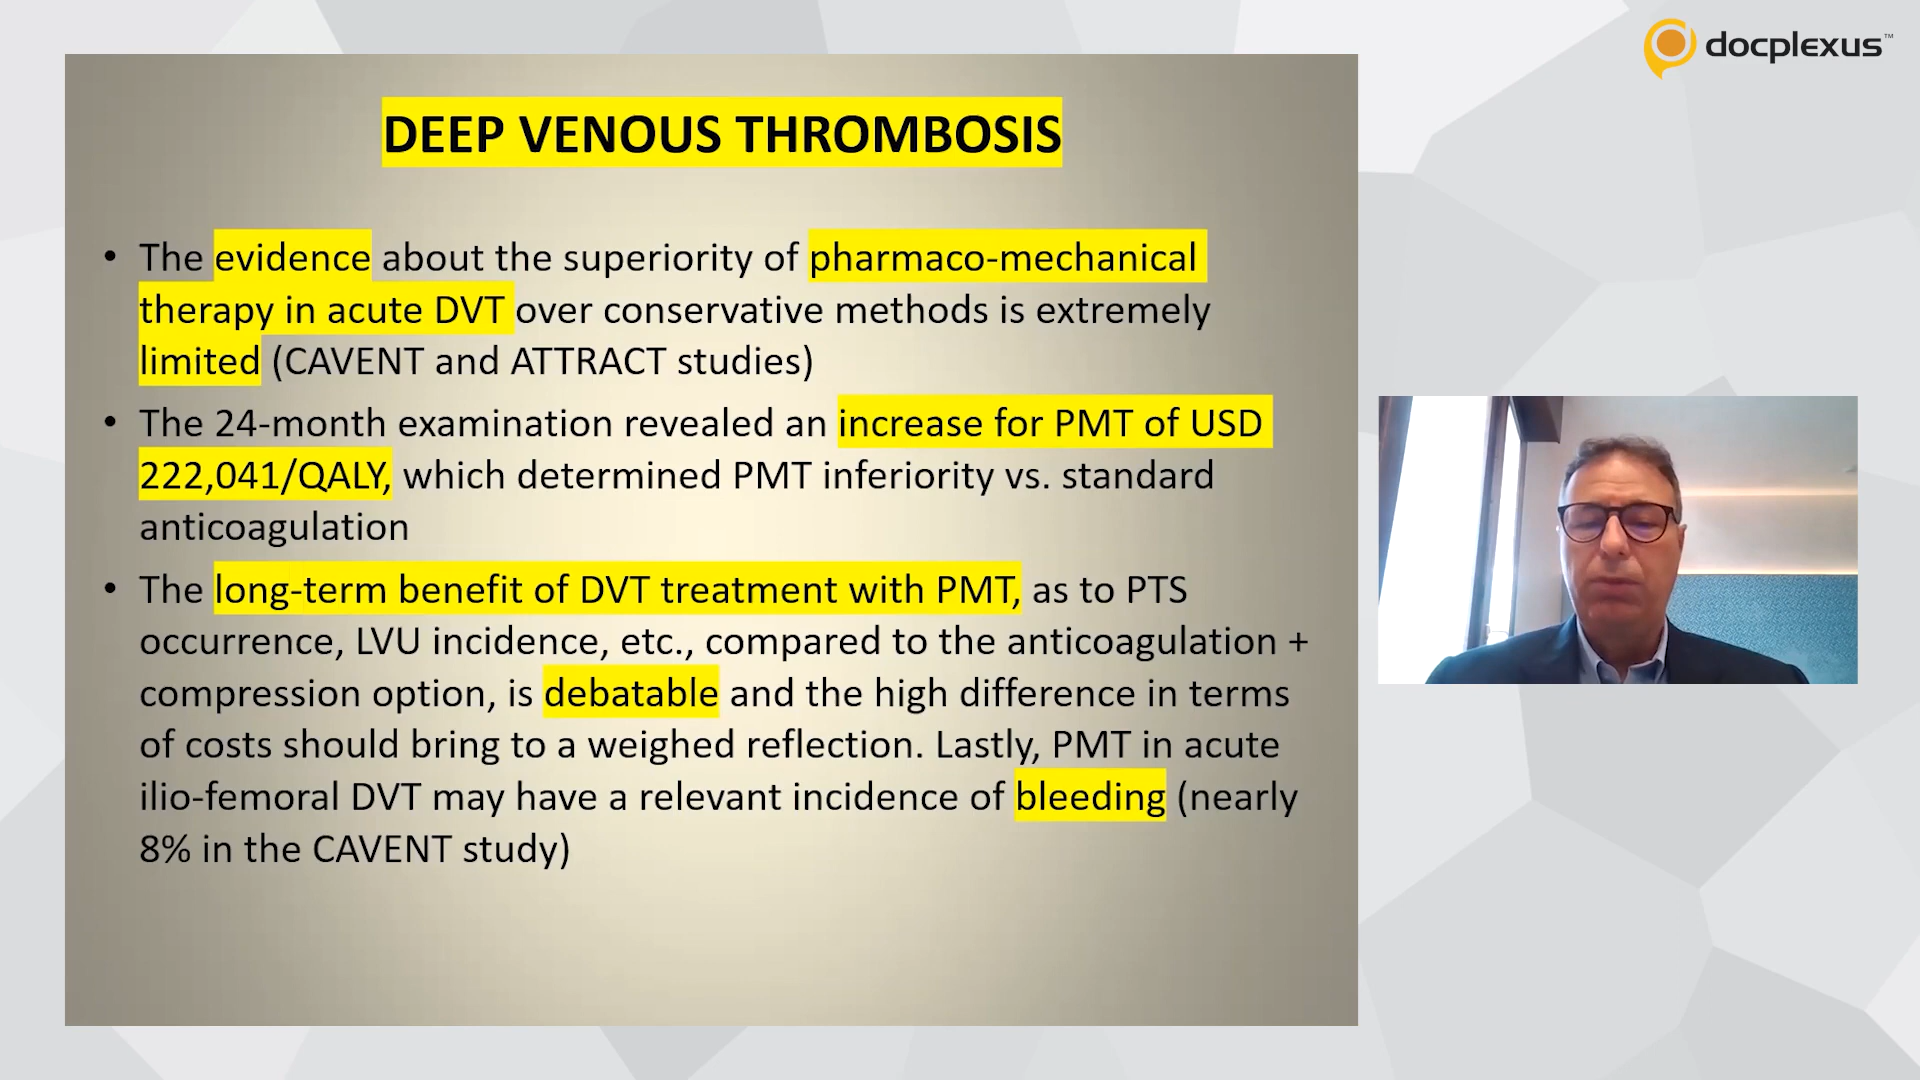 docplexus™
DEEP VENOUS THROMBOSIS
• The evidence about the superiority of pharmaco-mechanical
therapy in acute DVT over conservative methods is extremely
limited (CAVENT and ATTRACT studies)
• The 24-month examination revealed an increase for PMT of USD
222,041/QALY, which determined PMT inferiority vs. standard
anticoagulation
• The long-term benefit of DVT treatment with PMT, as to PTS
occurrence, LVU incidence, etc., compared to the anticoagulation +
compression option, is debatable and the high difference in terms
of costs should bring to a weighed reflection. Lastly, PMT in acute
ilio-femoral DVT may have a relevant incidence of bleeding (nearly
8% in the CAVENT study)